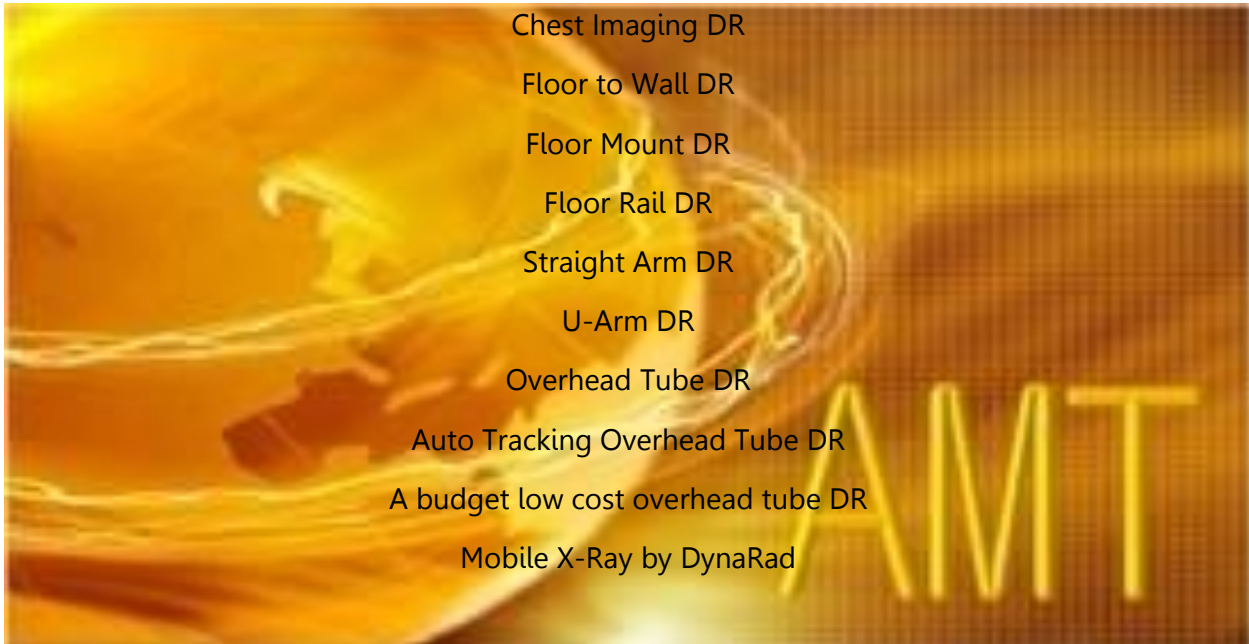 Chest Imaging DR
Floor to Wall DR
Floor Mount DR
Floor Rail DR
Straight Arm DR
U-Arm DR
Overhead Tube DR
Auto Tracking Overhead Tube DR
A budget low cost overhead tube DR
Mobile X-Ray by DynaRad
AMT